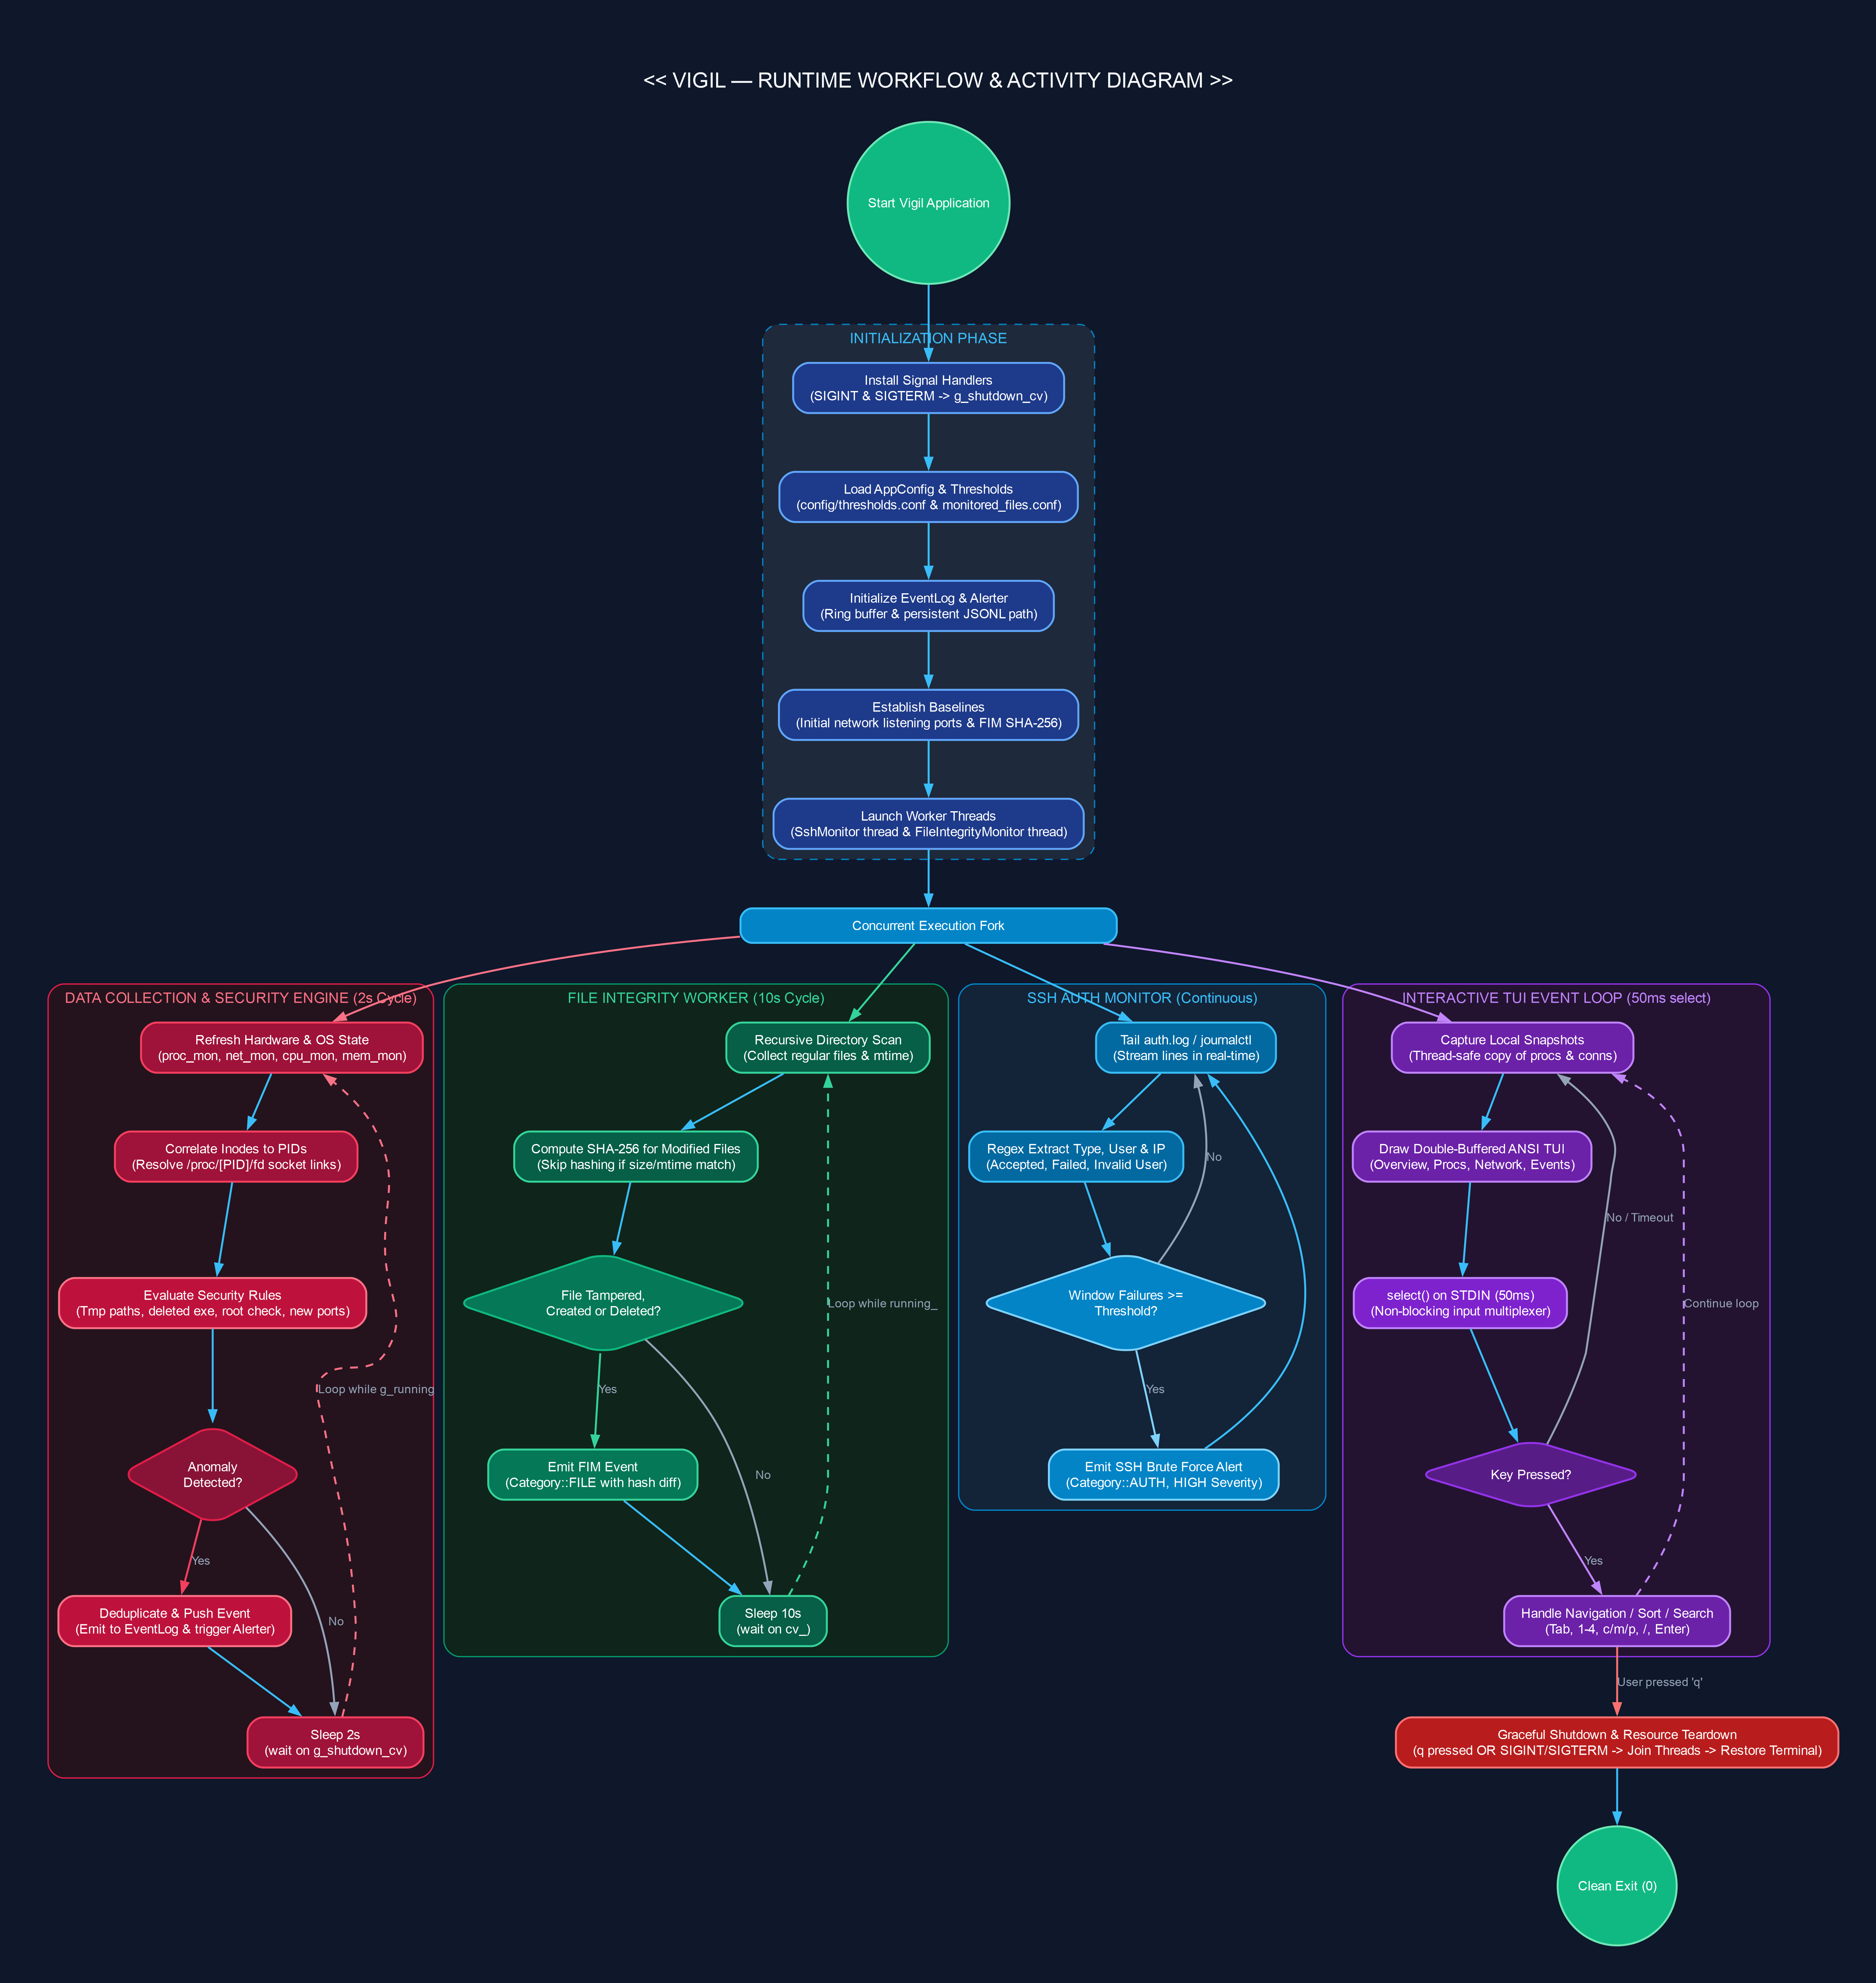 << VIGIL — RUNTIME WORKFLOW & ACTIVITY DIAGRAM >>
Start Vigil Application
INITIALIZATION PHASE
Install Signal Handlers
(SIGINT & SIGTERM -> g_shutdown_cv)
Load AppConfig & Thresholds
(config/thresholds.conf & monitored_files.conf)
Initialize EventLog & Alerter
(Ring buffer & persistent JSONL path)
Establish Baselines
(Initial network listening ports & FIM SHA-256)
Launch Worker Threads
(SshMonitor thread & FileIntegrityMonitor thread)
Concurrent Execution Fork
DATA COLLECTION & SECURITY ENGINE (2s Cycle)
Refresh Hardware & OS State
(proc_mon, net_mon, cpu_mon, mem_mon)
Correlate Inodes to PIDs
(Resolve /proc/[PID]/fd socket links)
Evaluate Security Rules
(Tmp paths, deleted exe, root check, new ports)
Loop while g_running
Anomaly
Detected?
Yes
No
Deduplicate & Push Event
(Emit to EventLog & trigger Alerter)
Sleep 2s
(wait on g_shutdown_cv)
FILE INTEGRITY WORKER (10s Cycle)
Recursive Directory Scan
(Collect regular files & mtime)
Compute SHA-256 for Modified Files
(Skip hashing if size/mtime match)
File Tampered,
Created or Deleted?
Loop while running_
Yes
No
Emit FIM Event
(Category::FILE with hash diff)
Sleep 10s
(wait on cv_)
SSH AUTH MONITOR (Continuous)
Tail auth.log / journalctl
(Stream lines in real-time)
Regex Extract Type, User & IP
(Accepted, Failed, Invalid User)
No
Window Failures >=
Threshold?
Yes
Emit SSH Brute Force Alert
(Category::AUTH, HIGH Severity)
INTERACTIVE TUI EVENT LOOP (50ms select)
Capture Local Snapshots
(Thread-safe copy of procs & conns)
Draw Double-Buffered ANSI TUI
(Overview, Procs, Network, Events)
No / Timeout
select() on STDIN (50ms)
(Non-blocking input multiplexer)
Continue loop
Key Pressed?
Yes
Handle Navigation / Sort / Search
(Tab, 1-4, c/m/p, /, Enter)
User pressed 'q'
Graceful Shutdown & Resource Teardown
(q pressed OR SIGINT/SIGTERM -> Join Threads -> Restore Terminal)
Clean Exit (0)